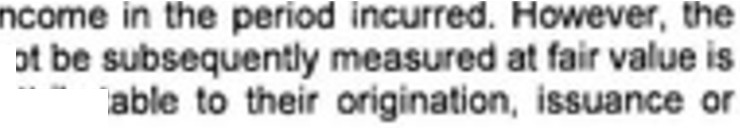 ncome in the period incurred. However, the
ot be subsequently measured at fair value is
table to their origination, issuance or